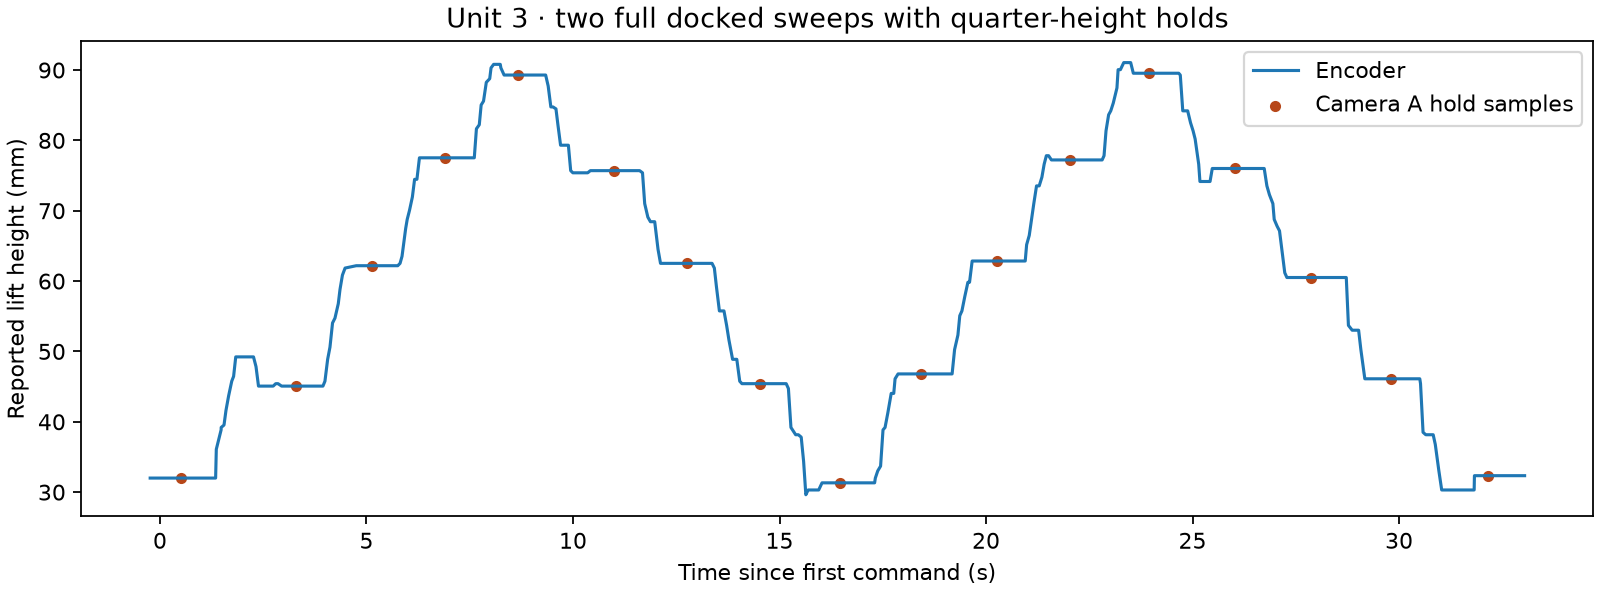 Unit 3 · two full docked sweeps with quarter-height holds
Encoder
Camera A hold samples
Reported lift height (mm)
90
80
70
60
50
40
30
0 5 10 15 20 25 30
Time since first command (s)